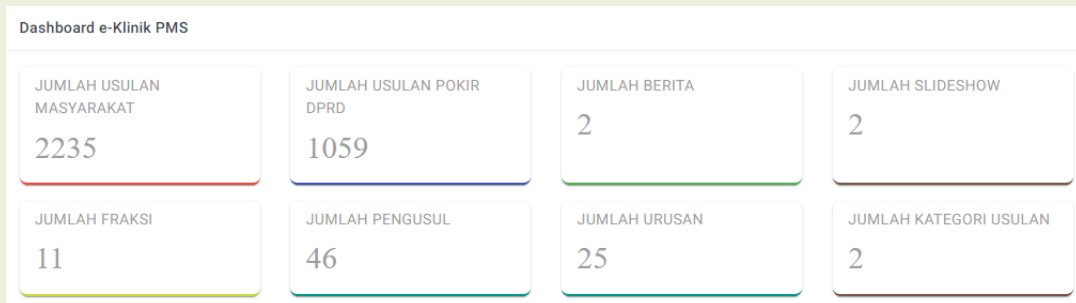 Dashboard e-Klinik PMS
JUMLAH USULAN
MASYARAKAT
2235
JUMLAH USULAN POKIR
DPRD
1059
JUMLAH BERITA
2
JUMLAH SLIDESHOW
2
JUMLAH FRAKSI
11
JUMLAH PENGUSUL
46
JUMLAH URUSAN
25
JUMLAH KATEGORI USULAN
2